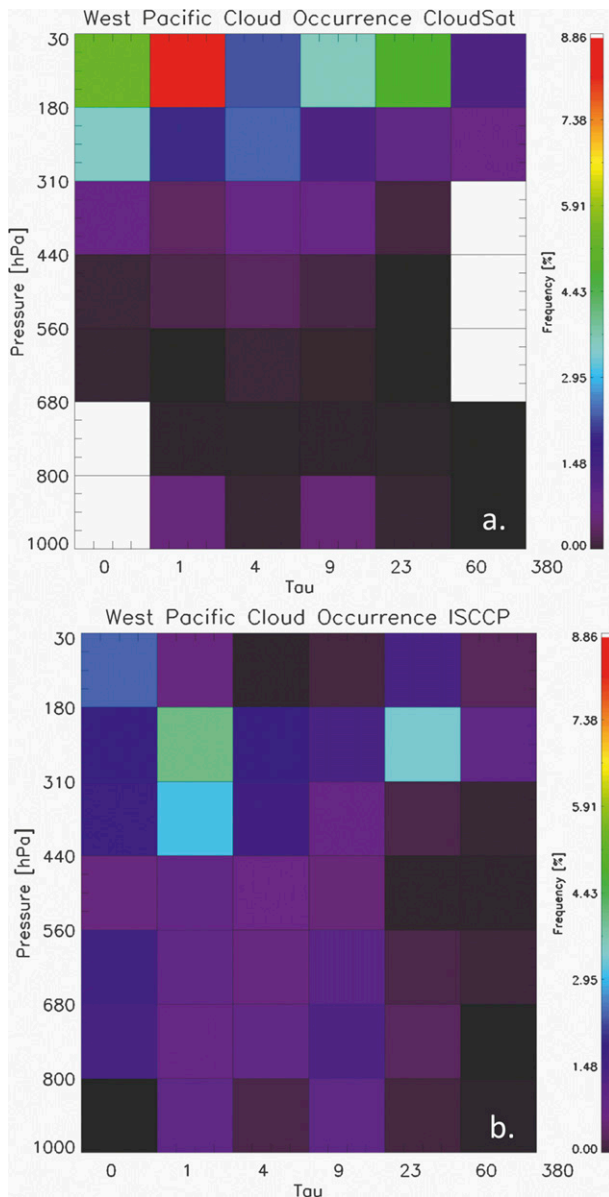 West Pacific Cloud Occurrence CloudSat
30
180
310
440
560
680
800
1000
Pressure [hPa]
0 1 4 9 23 60 380
Tau
a.
8.86
7.38
5.91
4.43
2.95
1.48
0.00
Frequency [%]
West Pacific Cloud Occurrence ISCCP
30
180
310
440
560
680
800
1000
Pressure [hPa]
0 1 4 9 23 60 380
Tau
b.
8.86
7.38
5.91
4.43
2.95
1.48
0.00
Frequency [%]